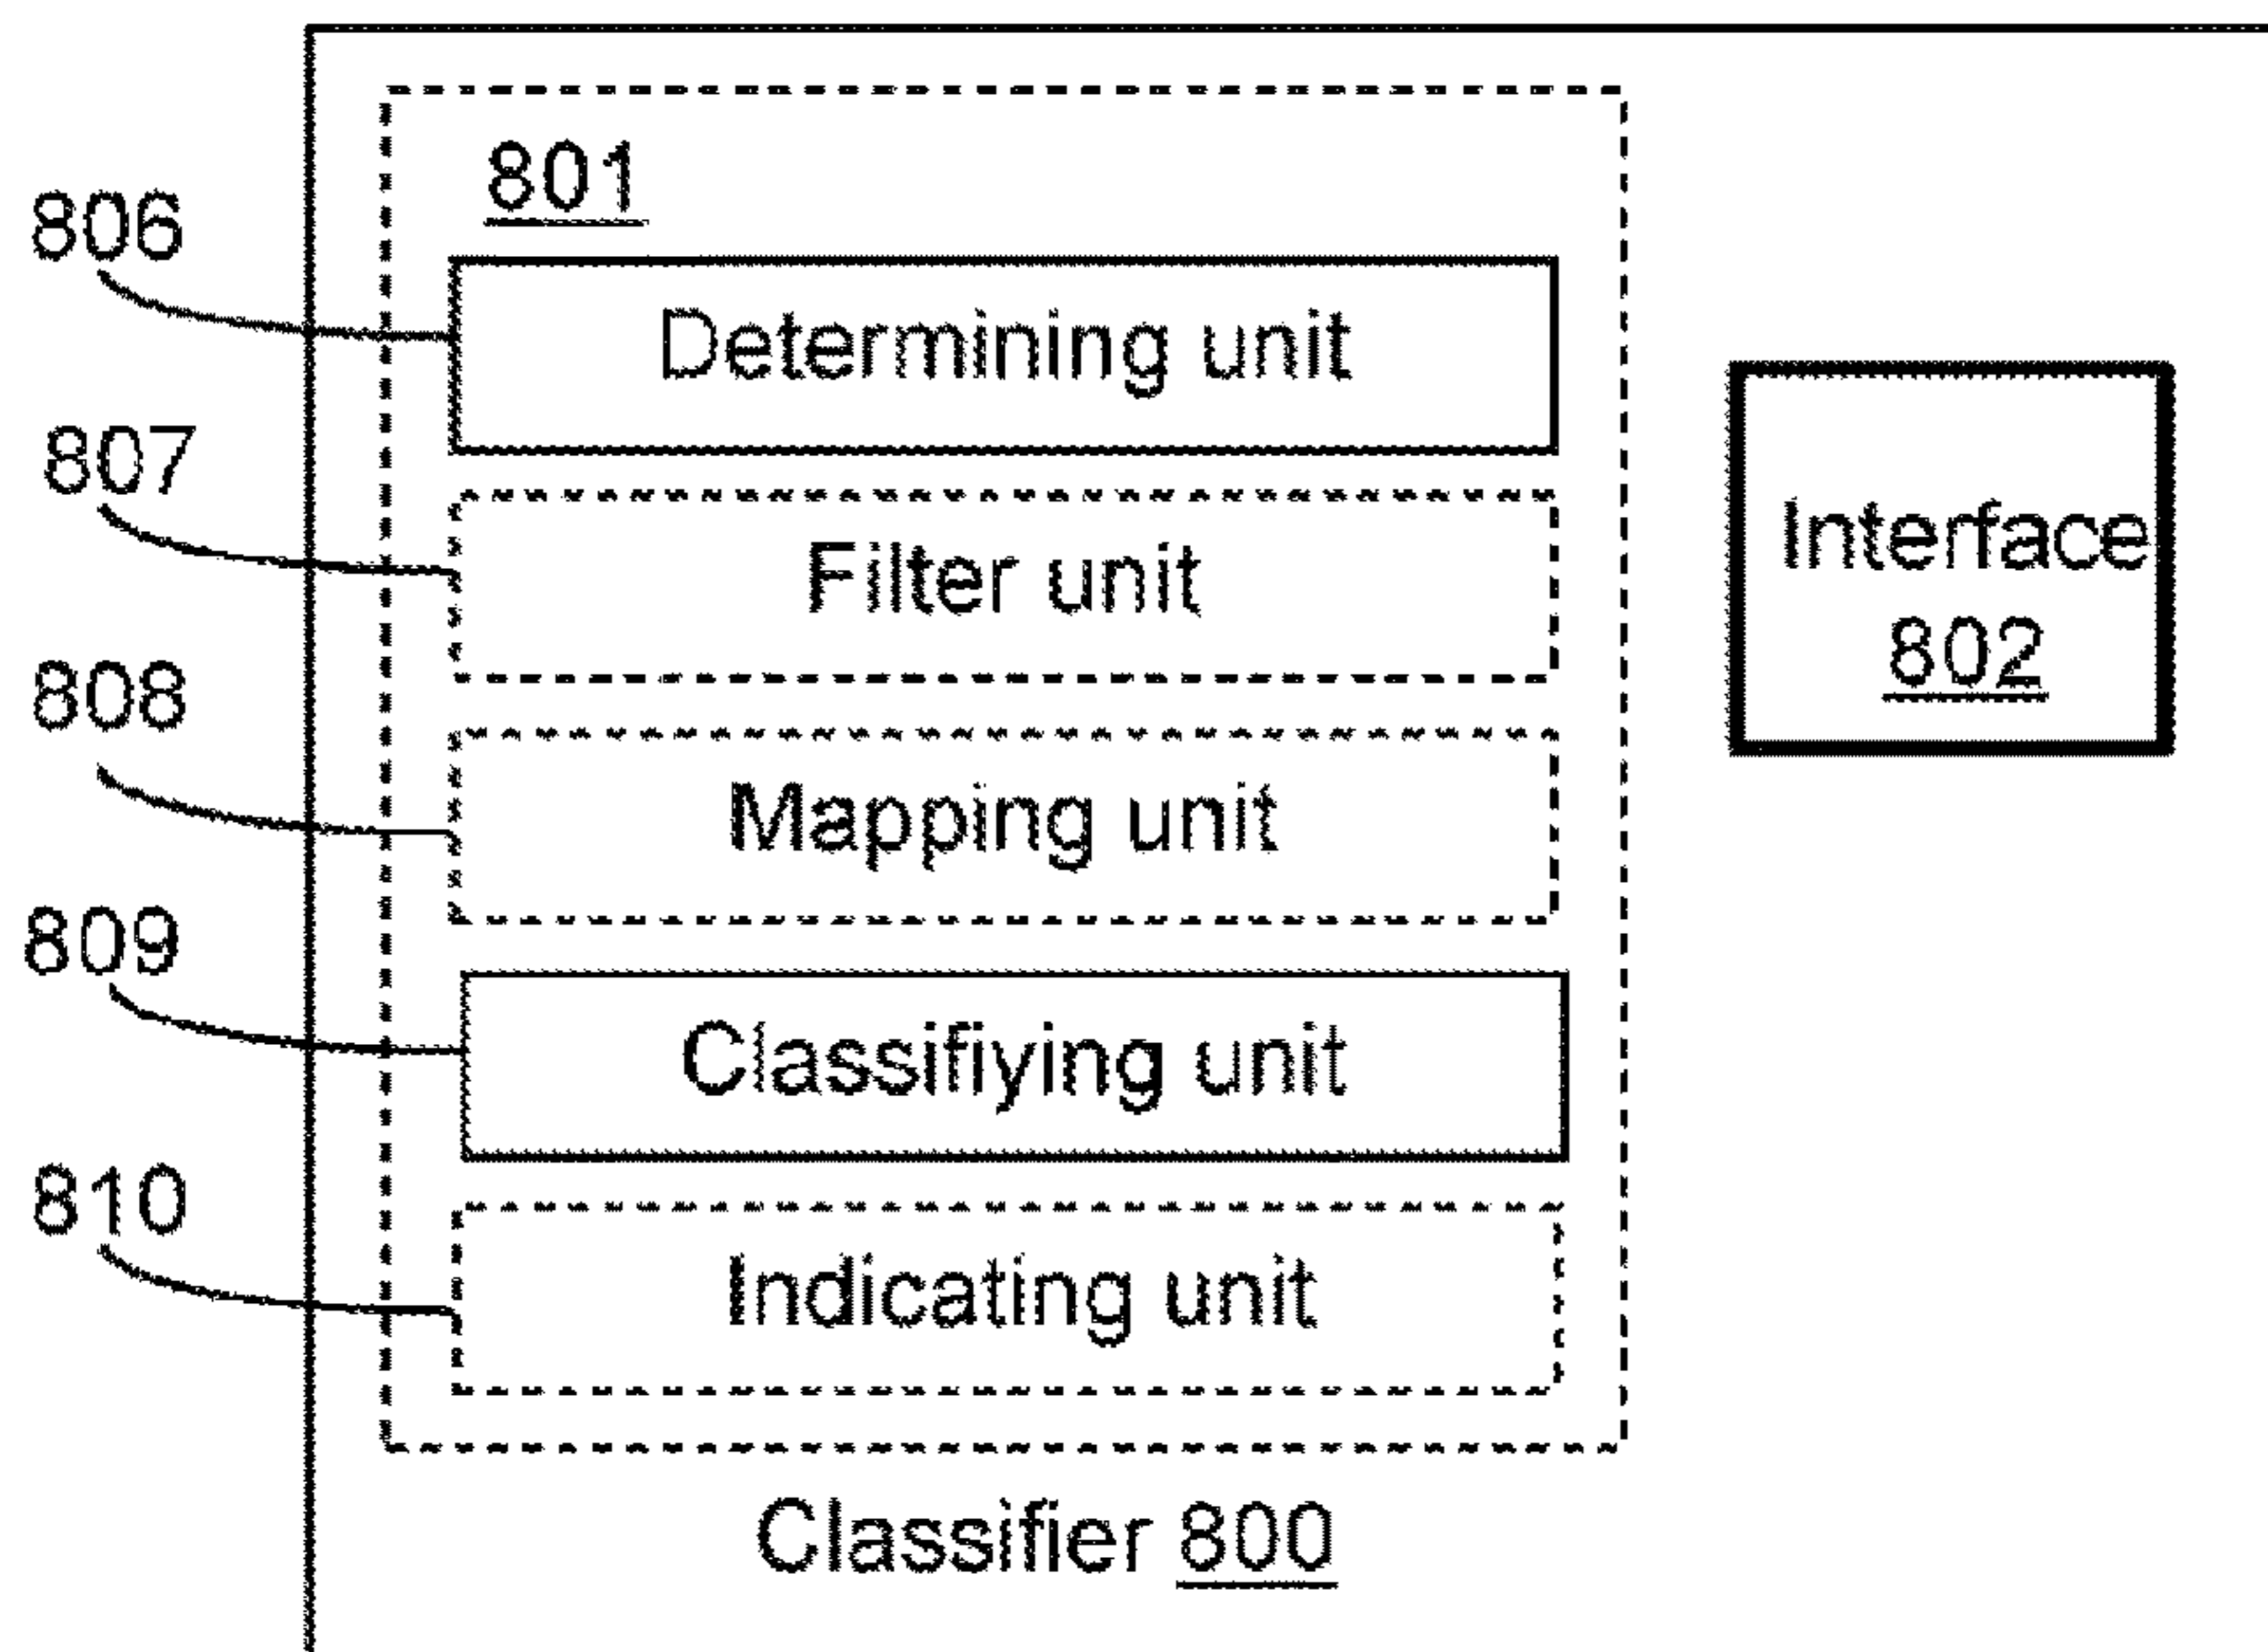 801
806
Determining unit
807
Filter unit
Interface
802
808
Mapping unit
809
Classifiying unit
810
Indicating unit
Classifier 800